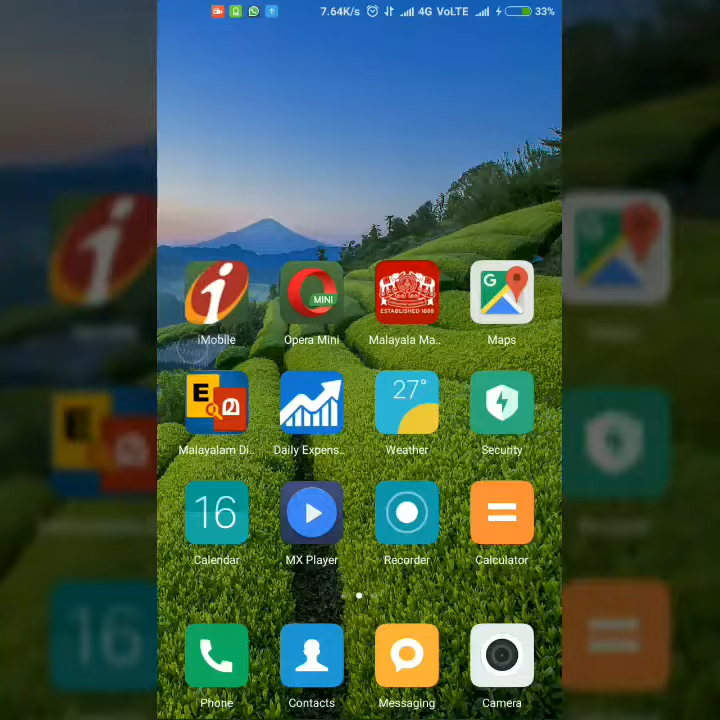 7.64K/s 4G VoLTE 33%
iMobile
MINI
Opera Mini
ESTABLISHED 1888
Malayala Ma..
G
Maps
E
മ
Malayalam Di..
Daily Expens..
27°
Weather
Security
16
Calendar
MX Player
Recorder
Calculator
Phone
Contacts
Messaging
Camera